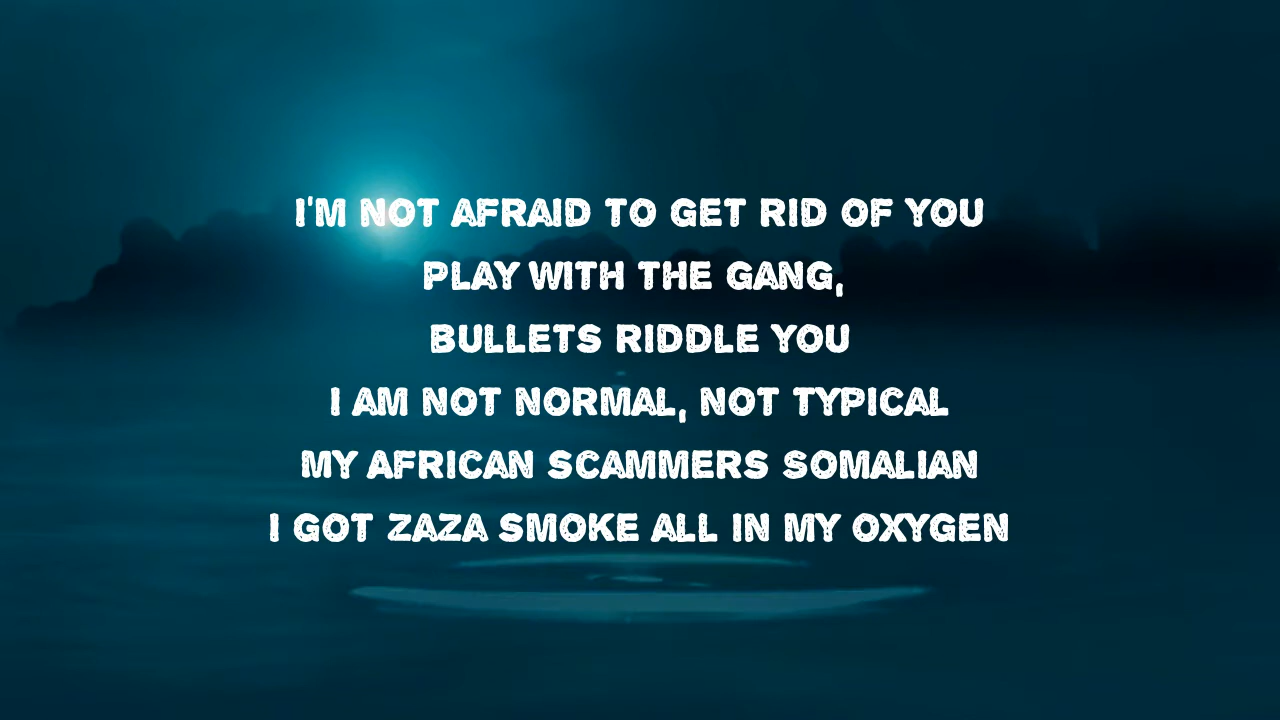 I'M NOT AFRAID TO GET RID OF YOU
PLAY WITH THE GANG,
BULLETS RIDDLE YOU
I AM NOT NORMAL, NOT TYPICAL
MY AFRICAN SCAMMERS SOMALIAN
I GOT ZAZA SMOKE ALL IN MY OXYGEN